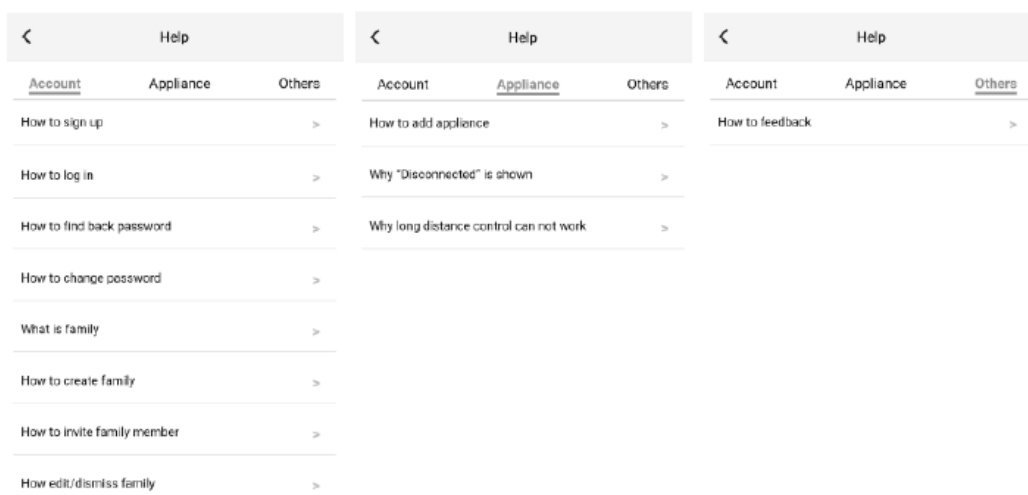 Help
Account Appliance Others
How to sign up >
How to log in >
How to find back password >
How to change password >
What is family >
How to create family >
How to invite family member >
How edit/dismiss family >
Help
Account Appliance Others
How to add appliance >
Why "Disconnected" is shown >
Why long distance control can not work >
Help
Account Appliance Others
How to feedback >